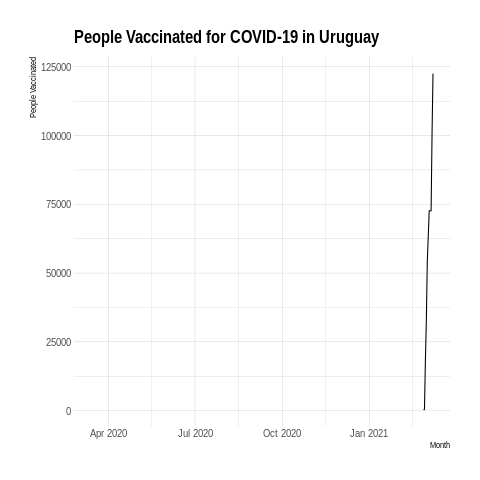 People Vaccinated for COVID-19 in Uruguay
People Vaccinated
125000
100000
75000
50000
25000
0
Apr 2020 Jul 2020 Oct 2020 Jan 2021
Month